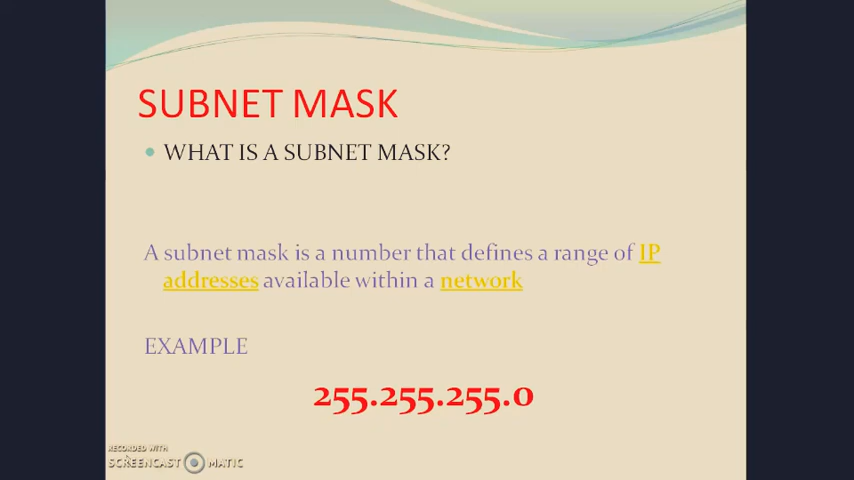 SUBNET MASK
WHAT IS A SUBNET MASK?
A subnet mask is a number that defines a range of IP
addresses available within a network
EXAMPLE
255.255.255.0
RECORDED WITH
SCREENCAST MATIC